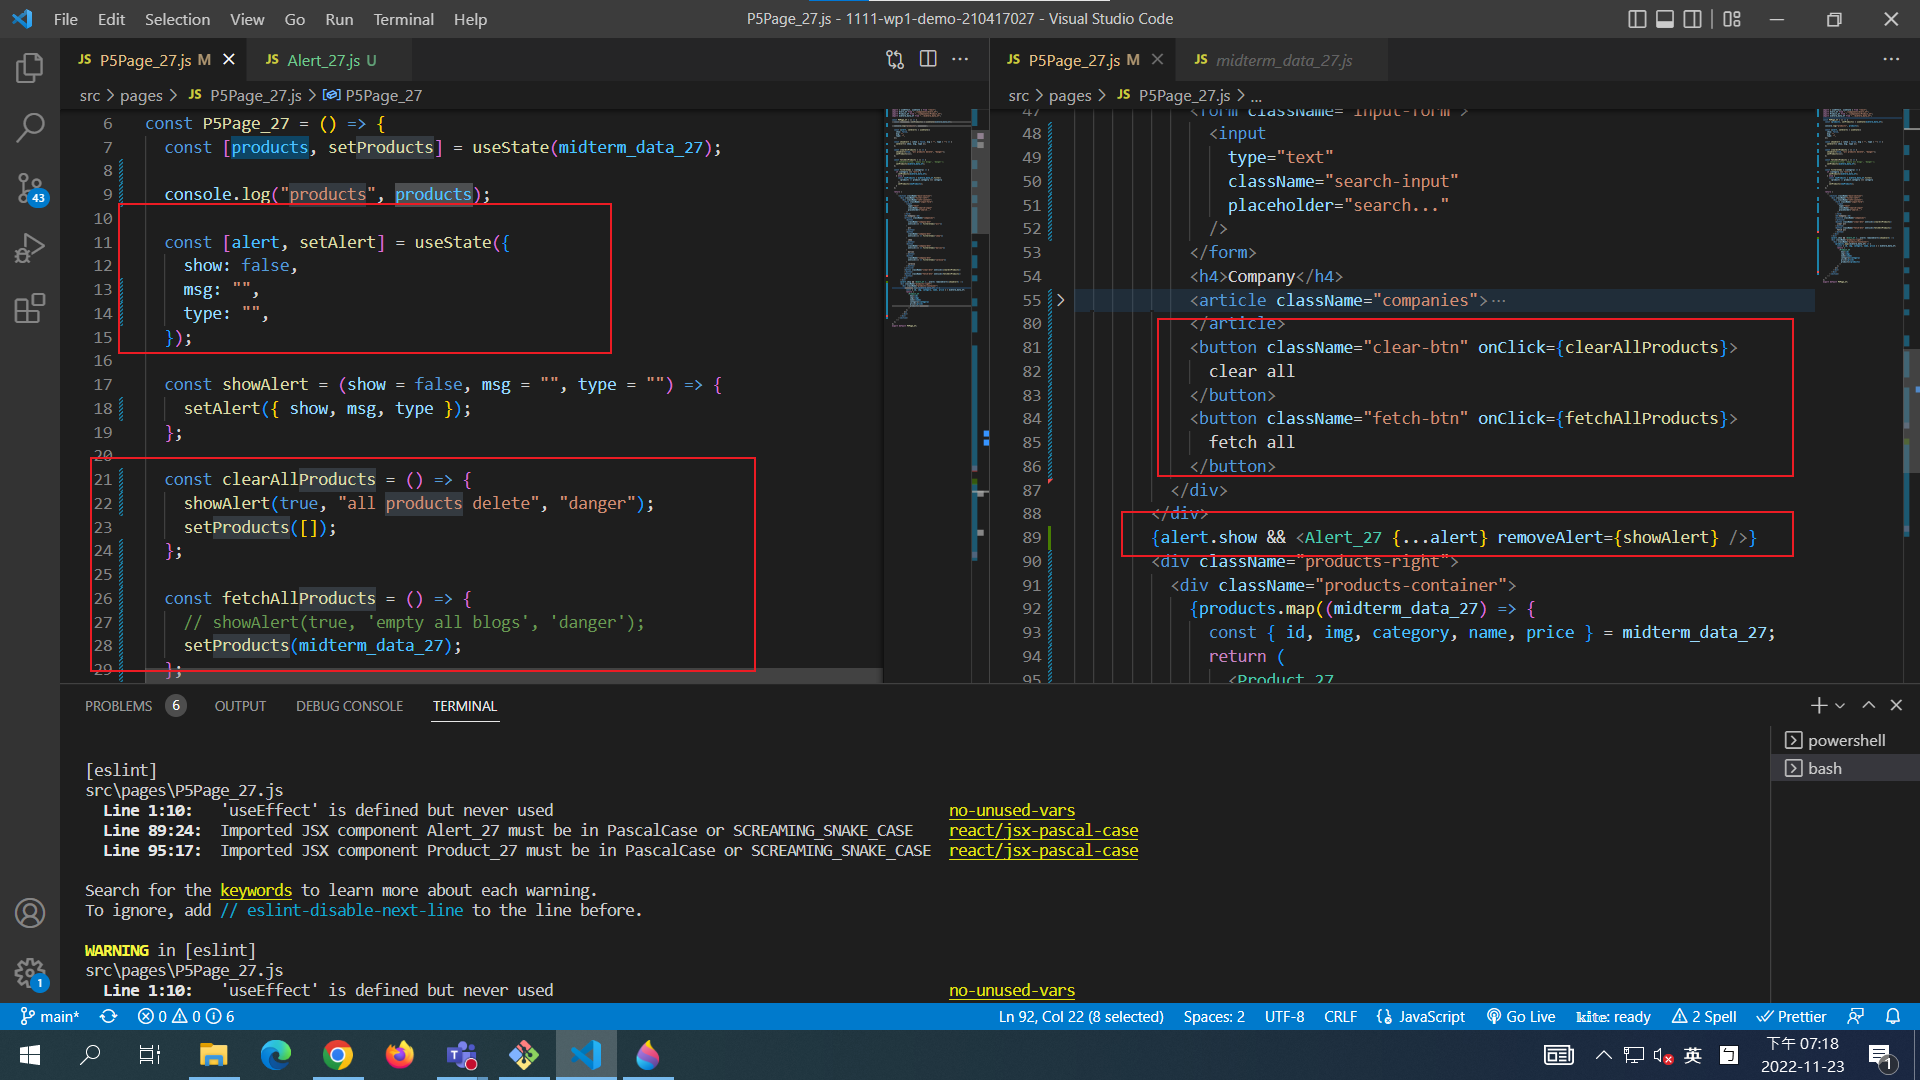 File Edit Selection View Go Run Terminal Help
P5Page_27.js - 1111-wp1-demo-210417027 - Visual Studio Code
JS P5Page_27.js M
JS Alert_27.js U
src > pages > JS P5Page_27.js > P5Page_27
6 const P5Page_27 = () => {
7 const [products, setProducts] = useState(midterm_data_27);
8
9 console.log("products", products);
10
11 const [alert, setAlert] = useState({
12 show: false,
13 msg: "",
14 type: "",
15 });
16
17 const showAlert = (show = false, msg = "", type = "") => {
18 setAlert({ show, msg, type });
19 };
20
21 const clearAllProducts = () => {
22 showAlert(true, "all products delete", "danger");
23 setProducts([]);
24 };
25
26 const fetchAllProducts = () => {
27 // showAlert(true, 'empty all blogs', 'danger');
28 setProducts(midterm_data_27);
29 };
JS P5Page_27.js M
JS midterm_data_27.js
src > pages > JS P5Page_27.js > ...
47 <form className="input-form">
48 <input
49 type="text"
50 className="search-input"
51 placeholder="search..."
52 />
53 </form>
54 <h4>Company</h4>
55 <article className="companies">···
80 </article>
81 <button className="clear-btn" onClick={clearAllProducts}>
82 clear all
83 </button>
84 <button className="fetch-btn" onClick={fetchAllProducts}>
85 fetch all
86 </button>
87 </div>
88 </div>
89 {alert.show && <Alert_27 {...alert} removeAlert={showAlert} />}
90 <div className="products-right">
91 <div className="products-container">
92 {products.map((midterm_data_27) => {
93 const { id, img, category, name, price } = midterm_data_27;
94 return (
95 <Product_27
PROBLEMS 6 OUTPUT DEBUG CONSOLE TERMINAL
powershell
bash
[eslint]
src\pages\P5Page_27.js
Line 1:10: 'useEffect' is defined but never used no-unused-vars
Line 89:24: Imported JSX component Alert_27 must be in PascalCase or SCREAMING_SNAKE_CASE react/jsx-pascal-case
Line 95:17: Imported JSX component Product_27 must be in PascalCase or SCREAMING_SNAKE_CASE react/jsx-pascal-case
Search for the keywords to learn more about each warning.
To ignore, add // eslint-disable-next-line to the line before.
WARNING in [eslint]
src\pages\P5Page_27.js
Line 1:10: 'useEffect' is defined but never used no-unused-vars
43
1
main* 0 0 6
Ln 92, Col 22 (8 selected) Spaces: 2 UTF-8 CRLF {} JavaScript Go Live kite: ready 2 Spell Prettier
英
下午 07:18
2022-11-23
1